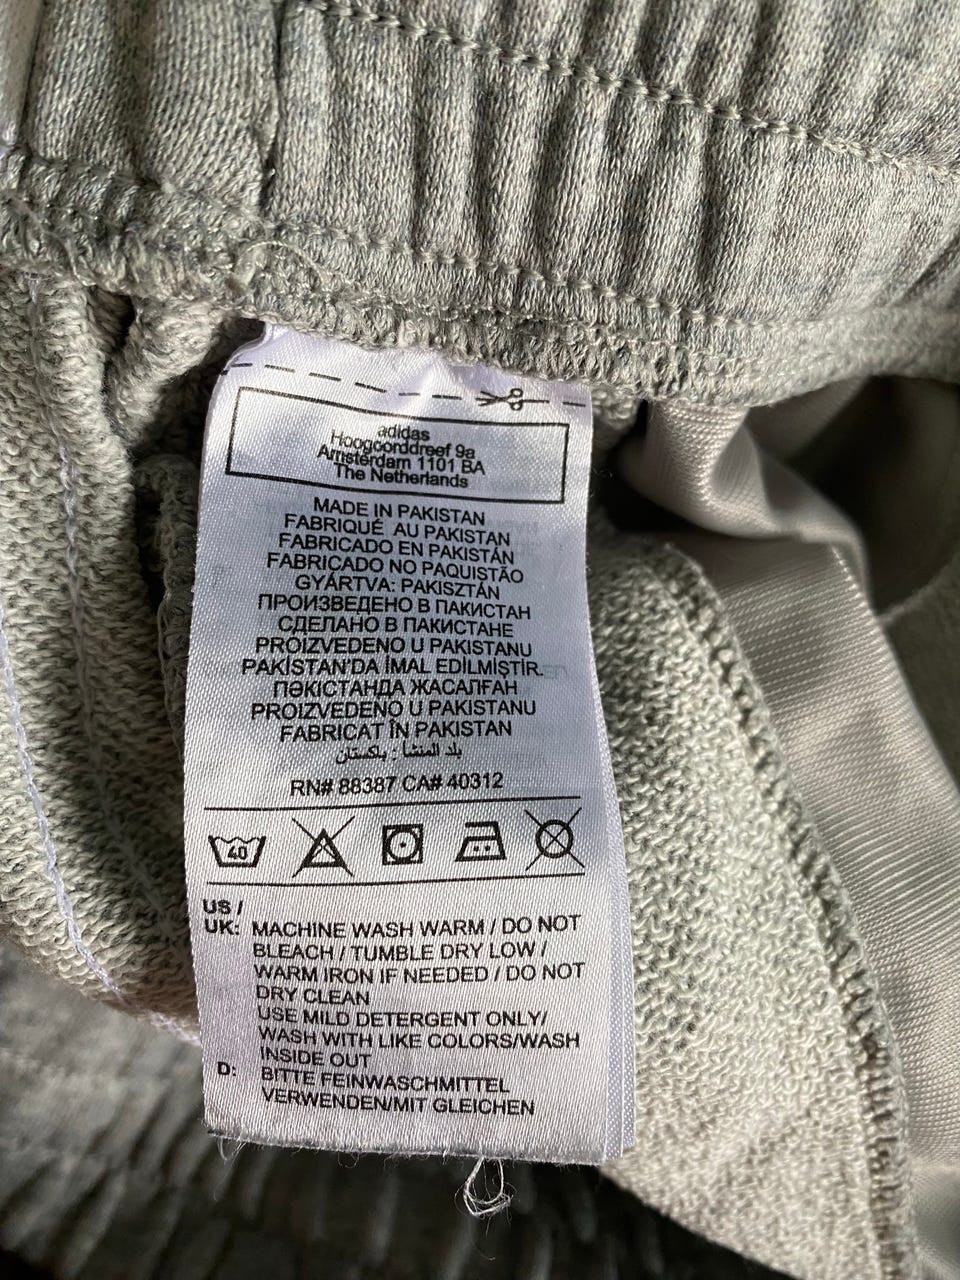 adidas
Hoogoorddreef 9a
Amsterdam 1101 BA
The Netherlands
MADE IN PAKISTAN
FABRIQUÉ AU PAKISTAN
FABRICADO EN PAKISTÁN
FABRICADO NO PAQUISTÃO
GYÁRTVA: PAKISZTÁN
ПРОИЗВЕДЕНО В ПАКИСТАН
СДЕЛАНО В ПАКИСТАНЕ
PROIZVEDENO U PAKISTANU
PAKİSTAN'DA İMAL EDİLMİŞTİR.
ПӘКІСТАНДА ЖАСАЛҒАН
PROIZVEDENO U PAKISTANU
FABRICAT ÎN PAKISTAN
بلد المنشأ: باكستان
RN# 88387 CA# 40312
40
US /
UK: MACHINE WASH WARM / DO NOT
BLEACH / TUMBLE DRY LOW /
WARM IRON IF NEEDED / DO NOT
DRY CLEAN
USE MILD DETERGENT ONLY/
WASH WITH LIKE COLORS/WASH
INSIDE OUT
D: BITTE FEINWASCHMITTEL
VERWENDEN/MIT GLEICHEN